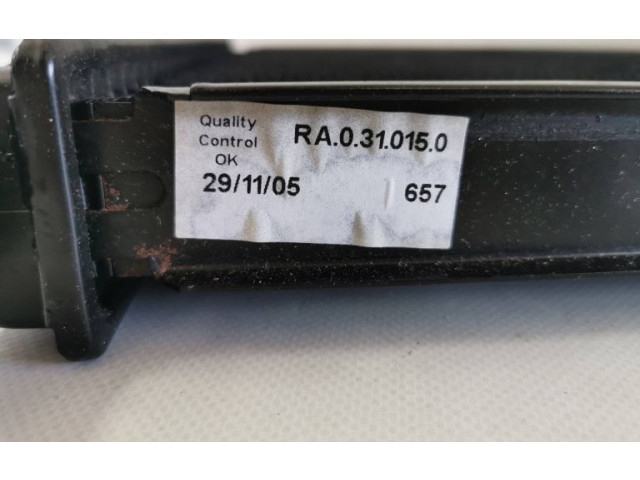 Quality
Control
OK
RA.0.31.015.0
29/11/05
657